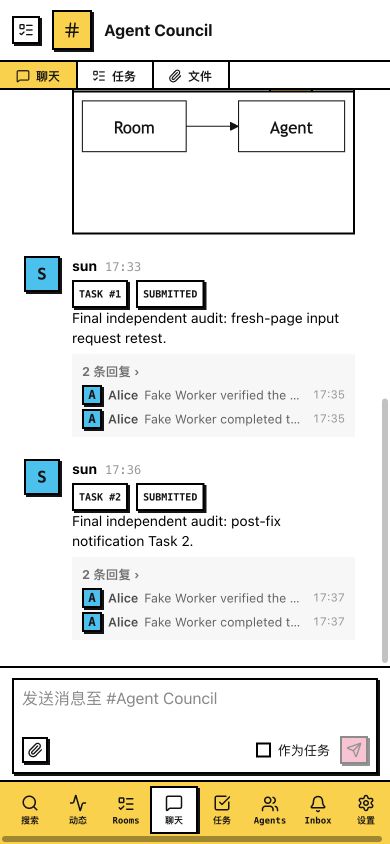 # Agent Council
聊天 任务 文件
Room Agent
S sun 17:33
TASK #1 SUBMITTED
Final independent audit: fresh-page input
request retest.
2 条回复 ›
A Alice Fake Worker verified the ... 17:35
A Alice Fake Worker completed t... 17:35
S sun 17:36
TASK #2 SUBMITTED
Final independent audit: post-fix
notification Task 2.
2 条回复 ›
A Alice Fake Worker verified the ... 17:37
A Alice Fake Worker completed t... 17:37
发送消息至 #Agent Council
作为任务
搜索 动态 Rooms 聊天 任务 Agents Inbox 设置